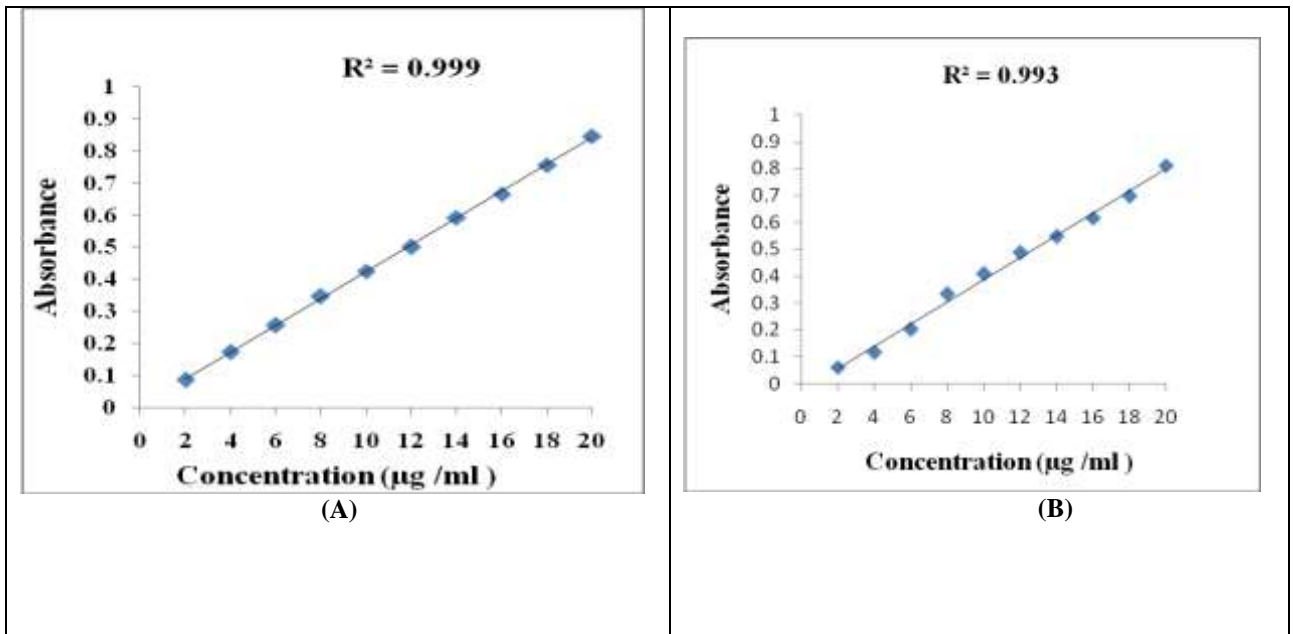 R² = 0.999
1
0.9
0.8
0.7
0.6
0.5
0.4
0.3
0.2
0.1
0
Absorbance
0 2 4 6 8 10 12 14 16 18 20
Concentration (µg /ml )
(A)
R² = 0.993
1
0.9
0.8
0.7
0.6
0.5
0.4
0.3
0.2
0.1
0
Absorbance
0 2 4 6 8 10 12 14 16 18 20
Concentration (µg /ml )
(B)